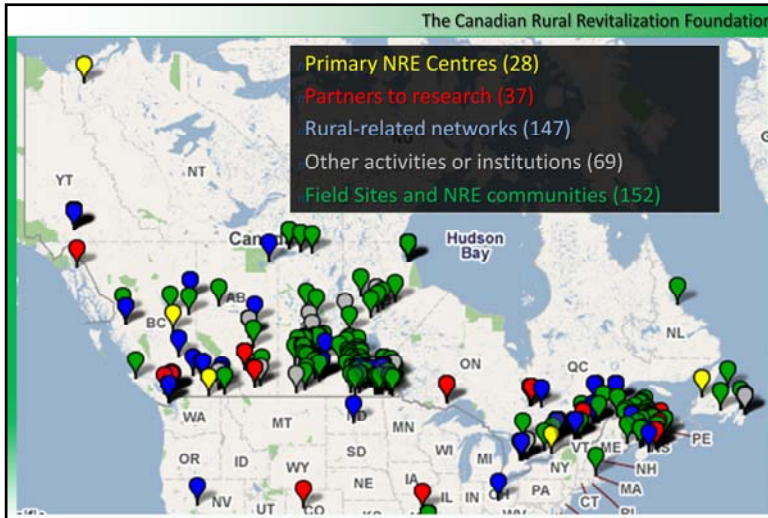 The Canadian Rural Revitalization Foundation
Primary NRE Centres (28)
Partners to research (37)
Rural-related networks (147)
Other activities or institutions (69)
Field Sites and NRE communities (152)
YT
NT
Hudson
Bay
BC
AB
ON
QC
NL
PE
NS
WA
MT
ND
MN
OR
ID
SD
WI
MI
VT
ME
NY
NH
WY
NE
IA
MA
NV
UT
CO
IL
IN
OH
PA
CT
RI